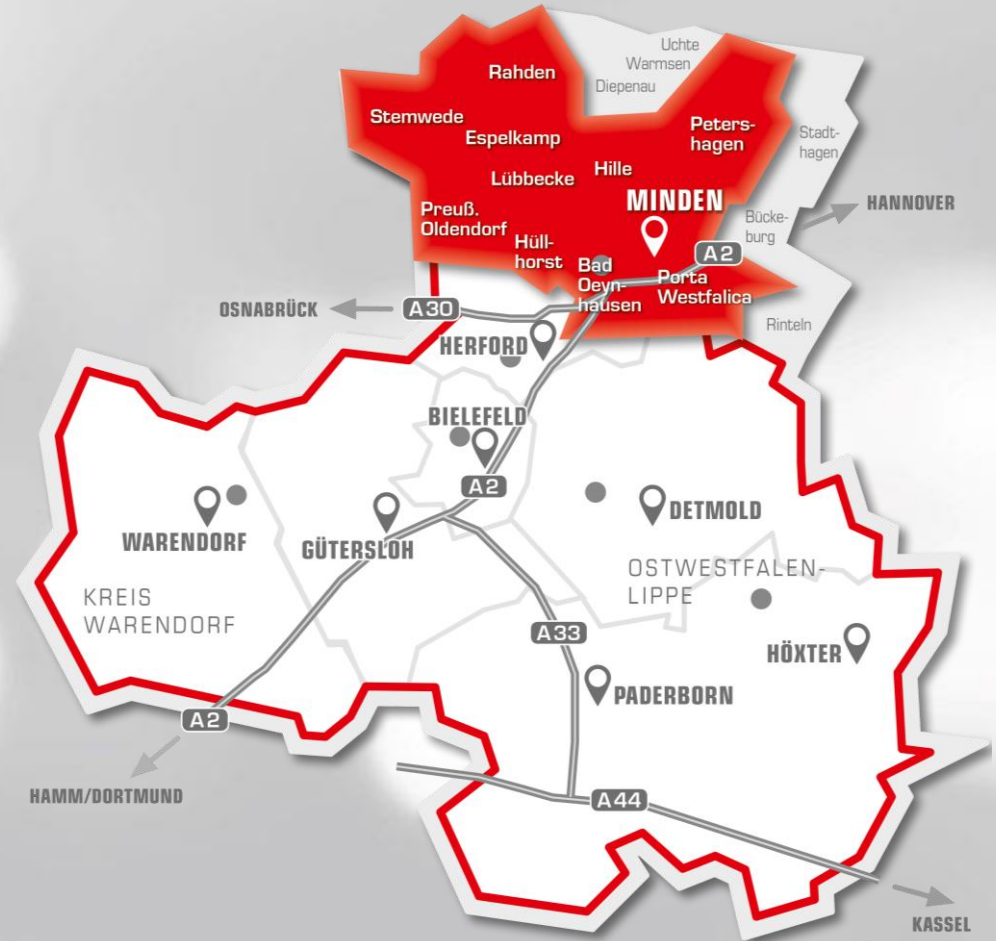 Uchte
Warmsen
Diepenau
Rahden
Stemwede
Espelkamp
Peters-
hagen
Stadt-
hagen
Lübbecke
Hille
MINDEN
HANNOVER
Preuß.
Oldendorf
Bücke-
burg
Hüll-
horst
A2
Bad
Oeyn-
hausen
Porta
Westfalica
OSNABRÜCK
A30
Rinteln
HERFORD
BIELEFELD
A2
DETMOLD
WARENDORF
GÜTERSLOH
OSTWESTFALEN-
LIPPE
KREIS
WARENDORF
A33
HÖXTER
PADERBORN
A2
HAMM/DORTMUND
A44
KASSEL